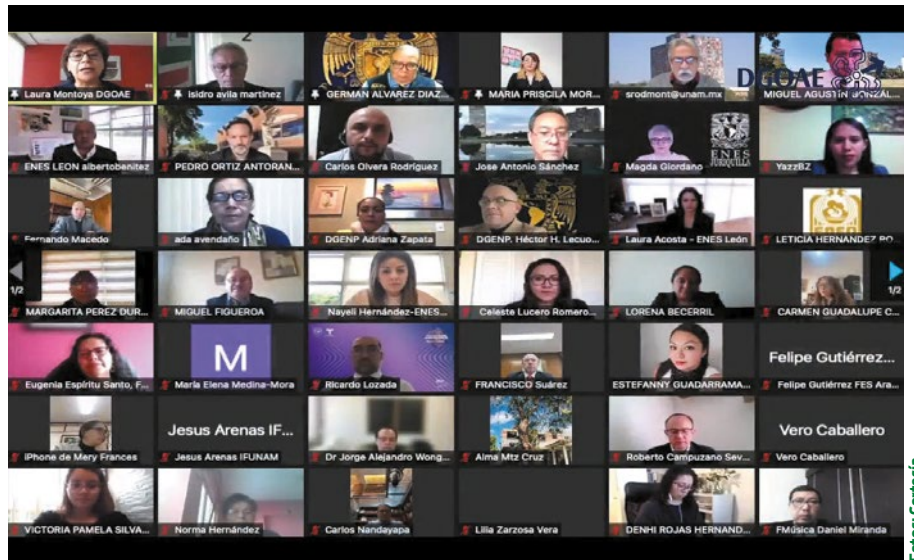 Laura Montoya DGOAE
isidro avila martinez
GERMAN ALVAREZ DIAZ...
MARIA PRISCILA MOR...
srodmont@unam.mx
DGOAE
MIGUEL AGUSTÍN GONZÁL...
ENES LEON albertobenitez
PEDRO ORTIZ ANTORAN...
Carlos Olvera Rodríguez
Jose Antonio Sánchez
Magda Giordano
ENES
JURIQUILLA
YazzBZ
Fernando Macedo
ada avendaño
DGENP Adriana Zapata
DGENP. Héctor H. Lecuo...
Laura Acosta - ENES León
LETICIA HERNANDEZ RO...
1/2
MARGARITA PEREZ DUR...
MIGUEL FIGUEROA
Nayeli Hernández-ENES...
Celeste Lucero Romero...
LORENA BECERRIL
CARMEN GUADALUPE C...
1/2
Eugenia Espíritu Santo, F...
M
María Elena Medina-Mora
Ricardo Lozada
FRANCISCO Suárez
ESTEFANNY GUADARRAMA...
Felipe Gutiérrez...
Felipe Gutiérrez FES Ara...
iPhone de Mery Frances
Jesus Arenas IF...
Jesus Arenas IFUNAM
Dr Jorge Alejandro Wong...
Alma Mtz Cruz
Roberto Campuzano Sev...
Vero Caballero
Vero Caballero
VICTORIA PAMELA SILVA...
Norma Hernández
Carlos Nandayapa
Lilia Zarzosa Vera
DENHI ROJAS HERNAND...
FMúsica Daniel Miranda